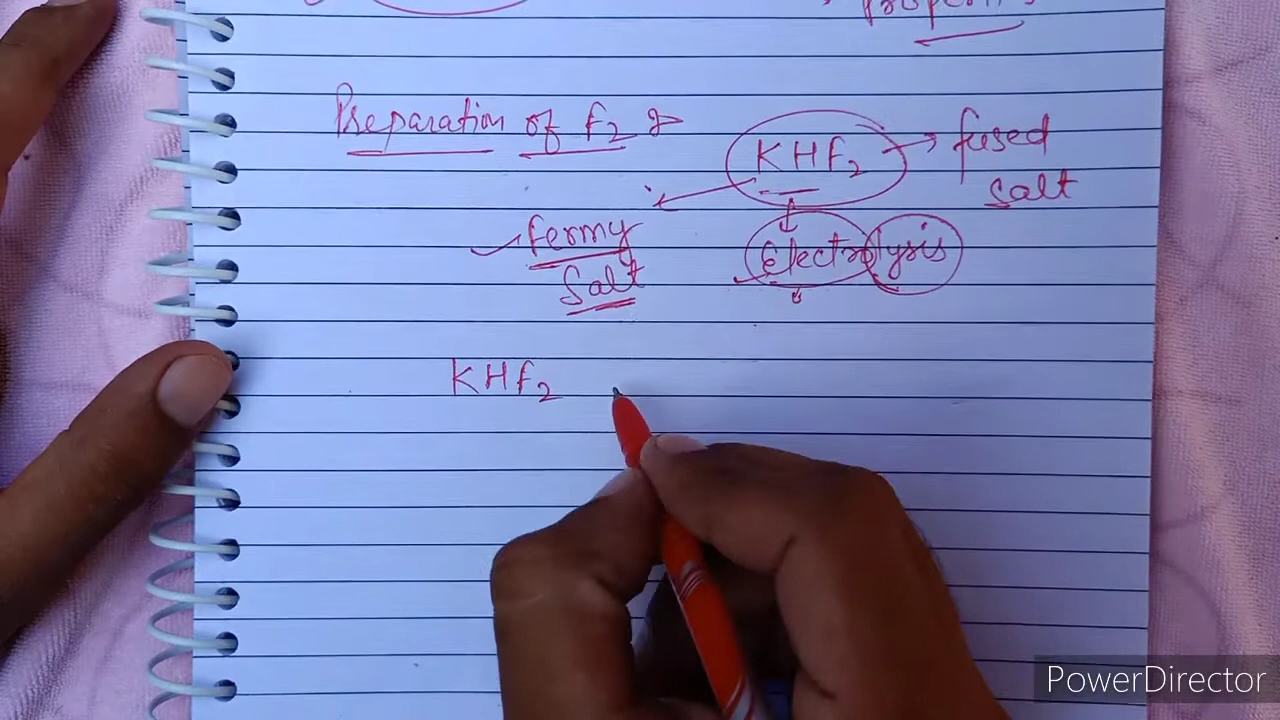 Preparation of F2
KHF2 → fused
salt
fermy
Salt
Electrolysis
KHF2
PowerDirector